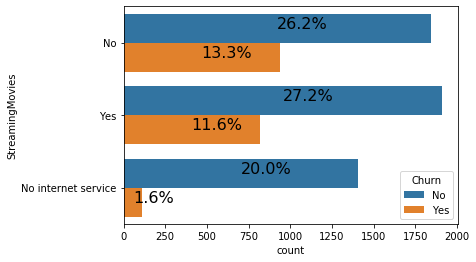 StreamingMovies
No
26.2%
13.3%
Yes
27.2%
11.6%
No internet service
20.0%
1.6%
Churn
No
Yes
0 250 500 750 1000 1250 1500 1750 2000
count